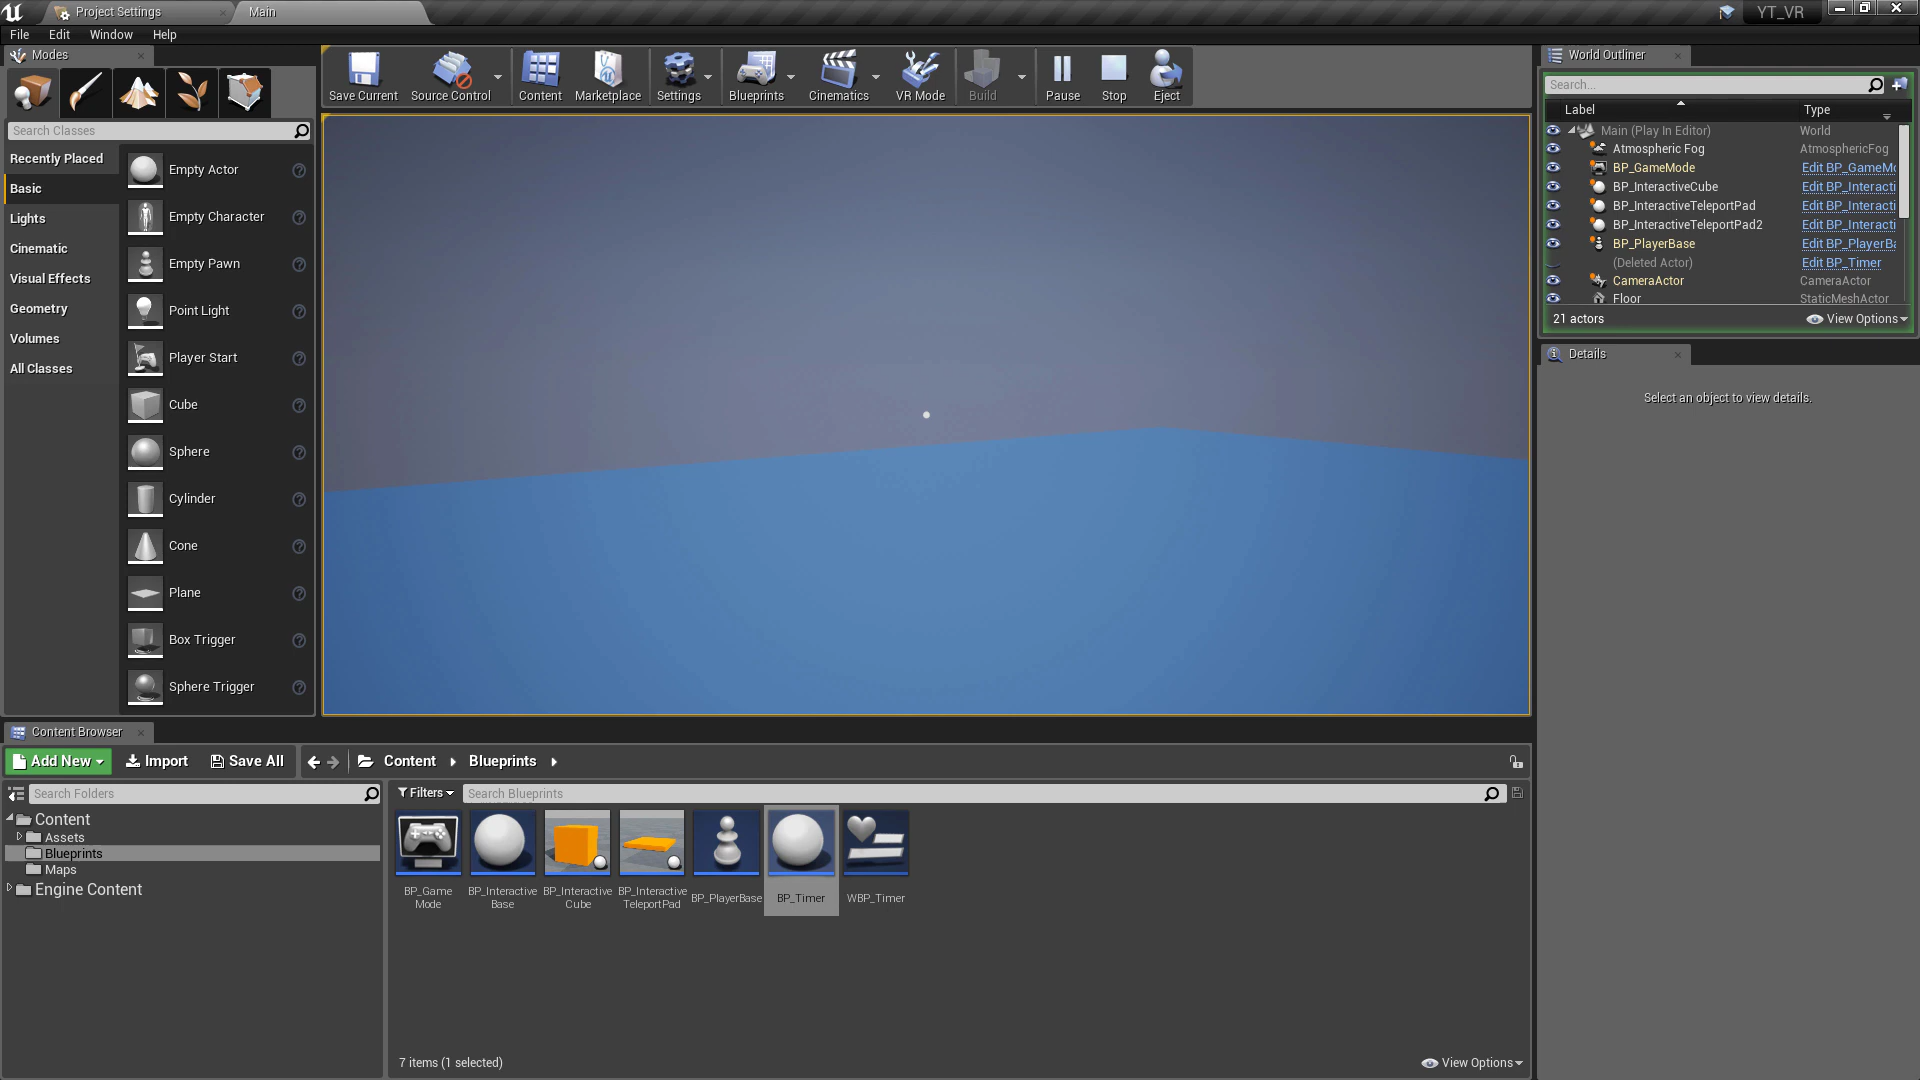 Project Settings
Main
YT_VR
File Edit Window Help
Modes
Search Classes
Recently Placed
Basic
Lights
Cinematic
Visual Effects
Geometry
Volumes
All Classes
Empty Actor
Empty Character
Empty Pawn
Point Light
Player Start
Cube
Sphere
Cylinder
Cone
Plane
Box Trigger
Sphere Trigger
Save Current
Source Control
Content
Marketplace
Settings
Blueprints
Cinematics
VR Mode
Build
Pause
Stop
Eject
World Outliner
Search...
Label Type
Main (Play In Editor) World
Atmospheric Fog AtmosphericFog
BP_GameMode Edit BP_GameMo
BP_InteractiveCube Edit BP_Interacti
BP_InteractiveTeleportPad Edit BP_Interacti
BP_InteractiveTeleportPad2 Edit BP_Interacti
BP_PlayerBase Edit BP_PlayerBa
(Deleted Actor) Edit BP_Timer
CameraActor CameraActor
Floor StaticMeshActor
21 actors View Options
Details
Select an object to view details.
Content Browser
Add New Import Save All Content Blueprints
Search Folders
Content
Assets
Blueprints
Maps
Engine Content
Filters Search Blueprints
BP_Game
Mode
BP_Interactive
Base
BP_Interactive
Cube
BP_Interactive
TeleportPad
BP_PlayerBase
BP_Timer
WBP_Timer
7 items (1 selected) View Options